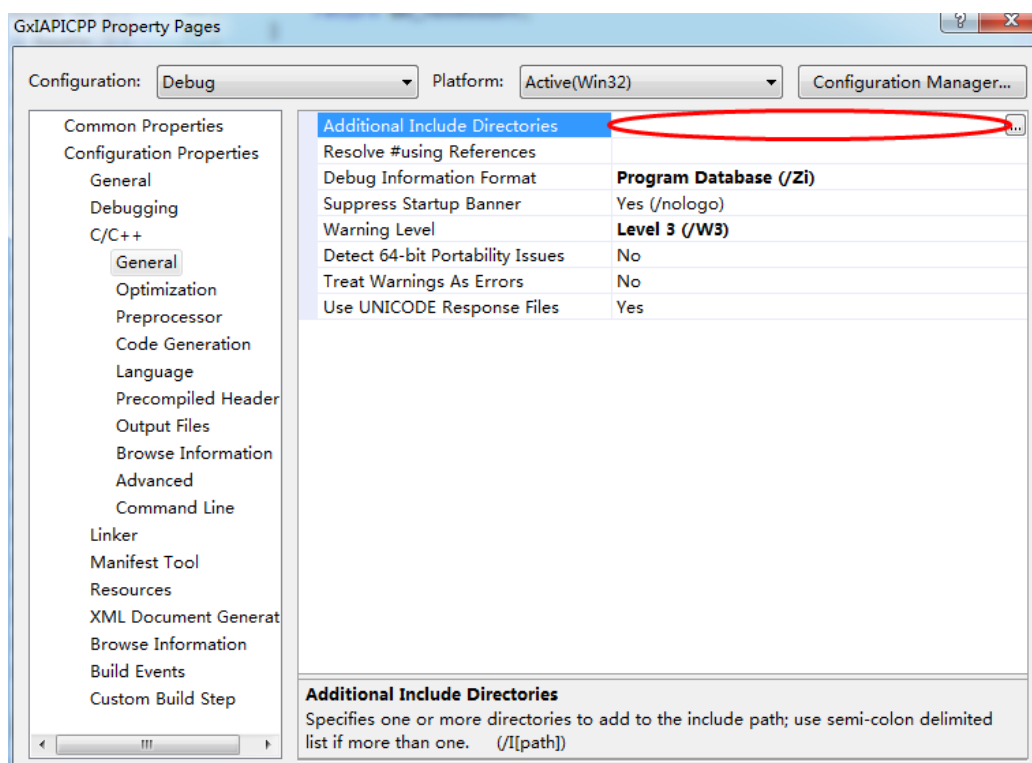 GxIAPICPP Property Pages
Configuration: Debug Platform: Active(Win32) Configuration Manager...
Common Properties
Configuration Properties
General
Debugging
C/C++
General
Optimization
Preprocessor
Code Generation
Language
Precompiled Header
Output Files
Browse Information
Advanced
Command Line
Linker
Manifest Tool
Resources
XML Document Generat
Browse Information
Build Events
Custom Build Step
Additional Include Directories ...
Resolve #using References
Debug Information Format Program Database (/Zi)
Suppress Startup Banner Yes (/nologo)
Warning Level Level 3 (/W3)
Detect 64-bit Portability Issues No
Treat Warnings As Errors No
Use UNICODE Response Files Yes
Additional Include Directories
Specifies one or more directories to add to the include path; use semi-colon delimited
list if more than one. (/I[path])